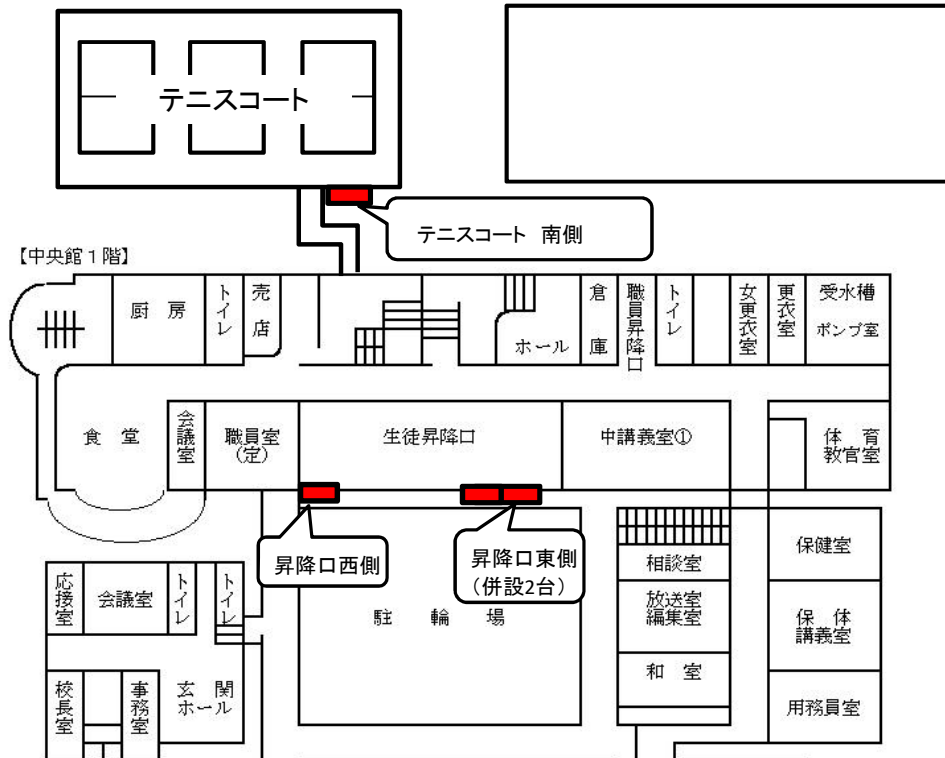 テニスコート
テニスコート 南側
【中央館１階】
厨 房
トイレ
売店
ホール
倉庫
職員昇降口
トイレ
女更衣室
更衣室
受水槽
ポンプ室
食 堂
会議室
職員室
(定)
生徒昇降口
中講義室①
体 育
教官室
昇降口西側
昇降口東側
（併設2台）
相談室
放送室
編集室
和 室
保健室
保 体
講義室
用務員室
応接室
会議室
トイレ
トイレ
駐 輪 場
校長室
事務室
玄 関
ホール